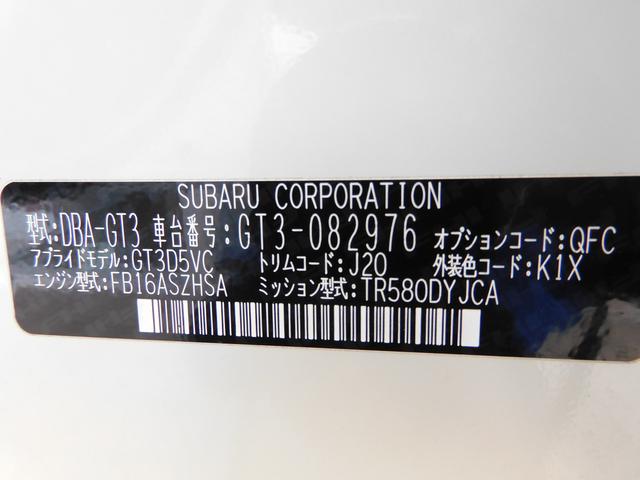 SUBARU CORPORATION
型式:DBA-GT3 車台番号:GT3-082976 オプションコード:QFC
アプライドモデル:GT3D5VC トリムコード:J20 外装色コード:K1X
エンジン型式:FB16ASZHSA ミッション型式:TR580DYJCA